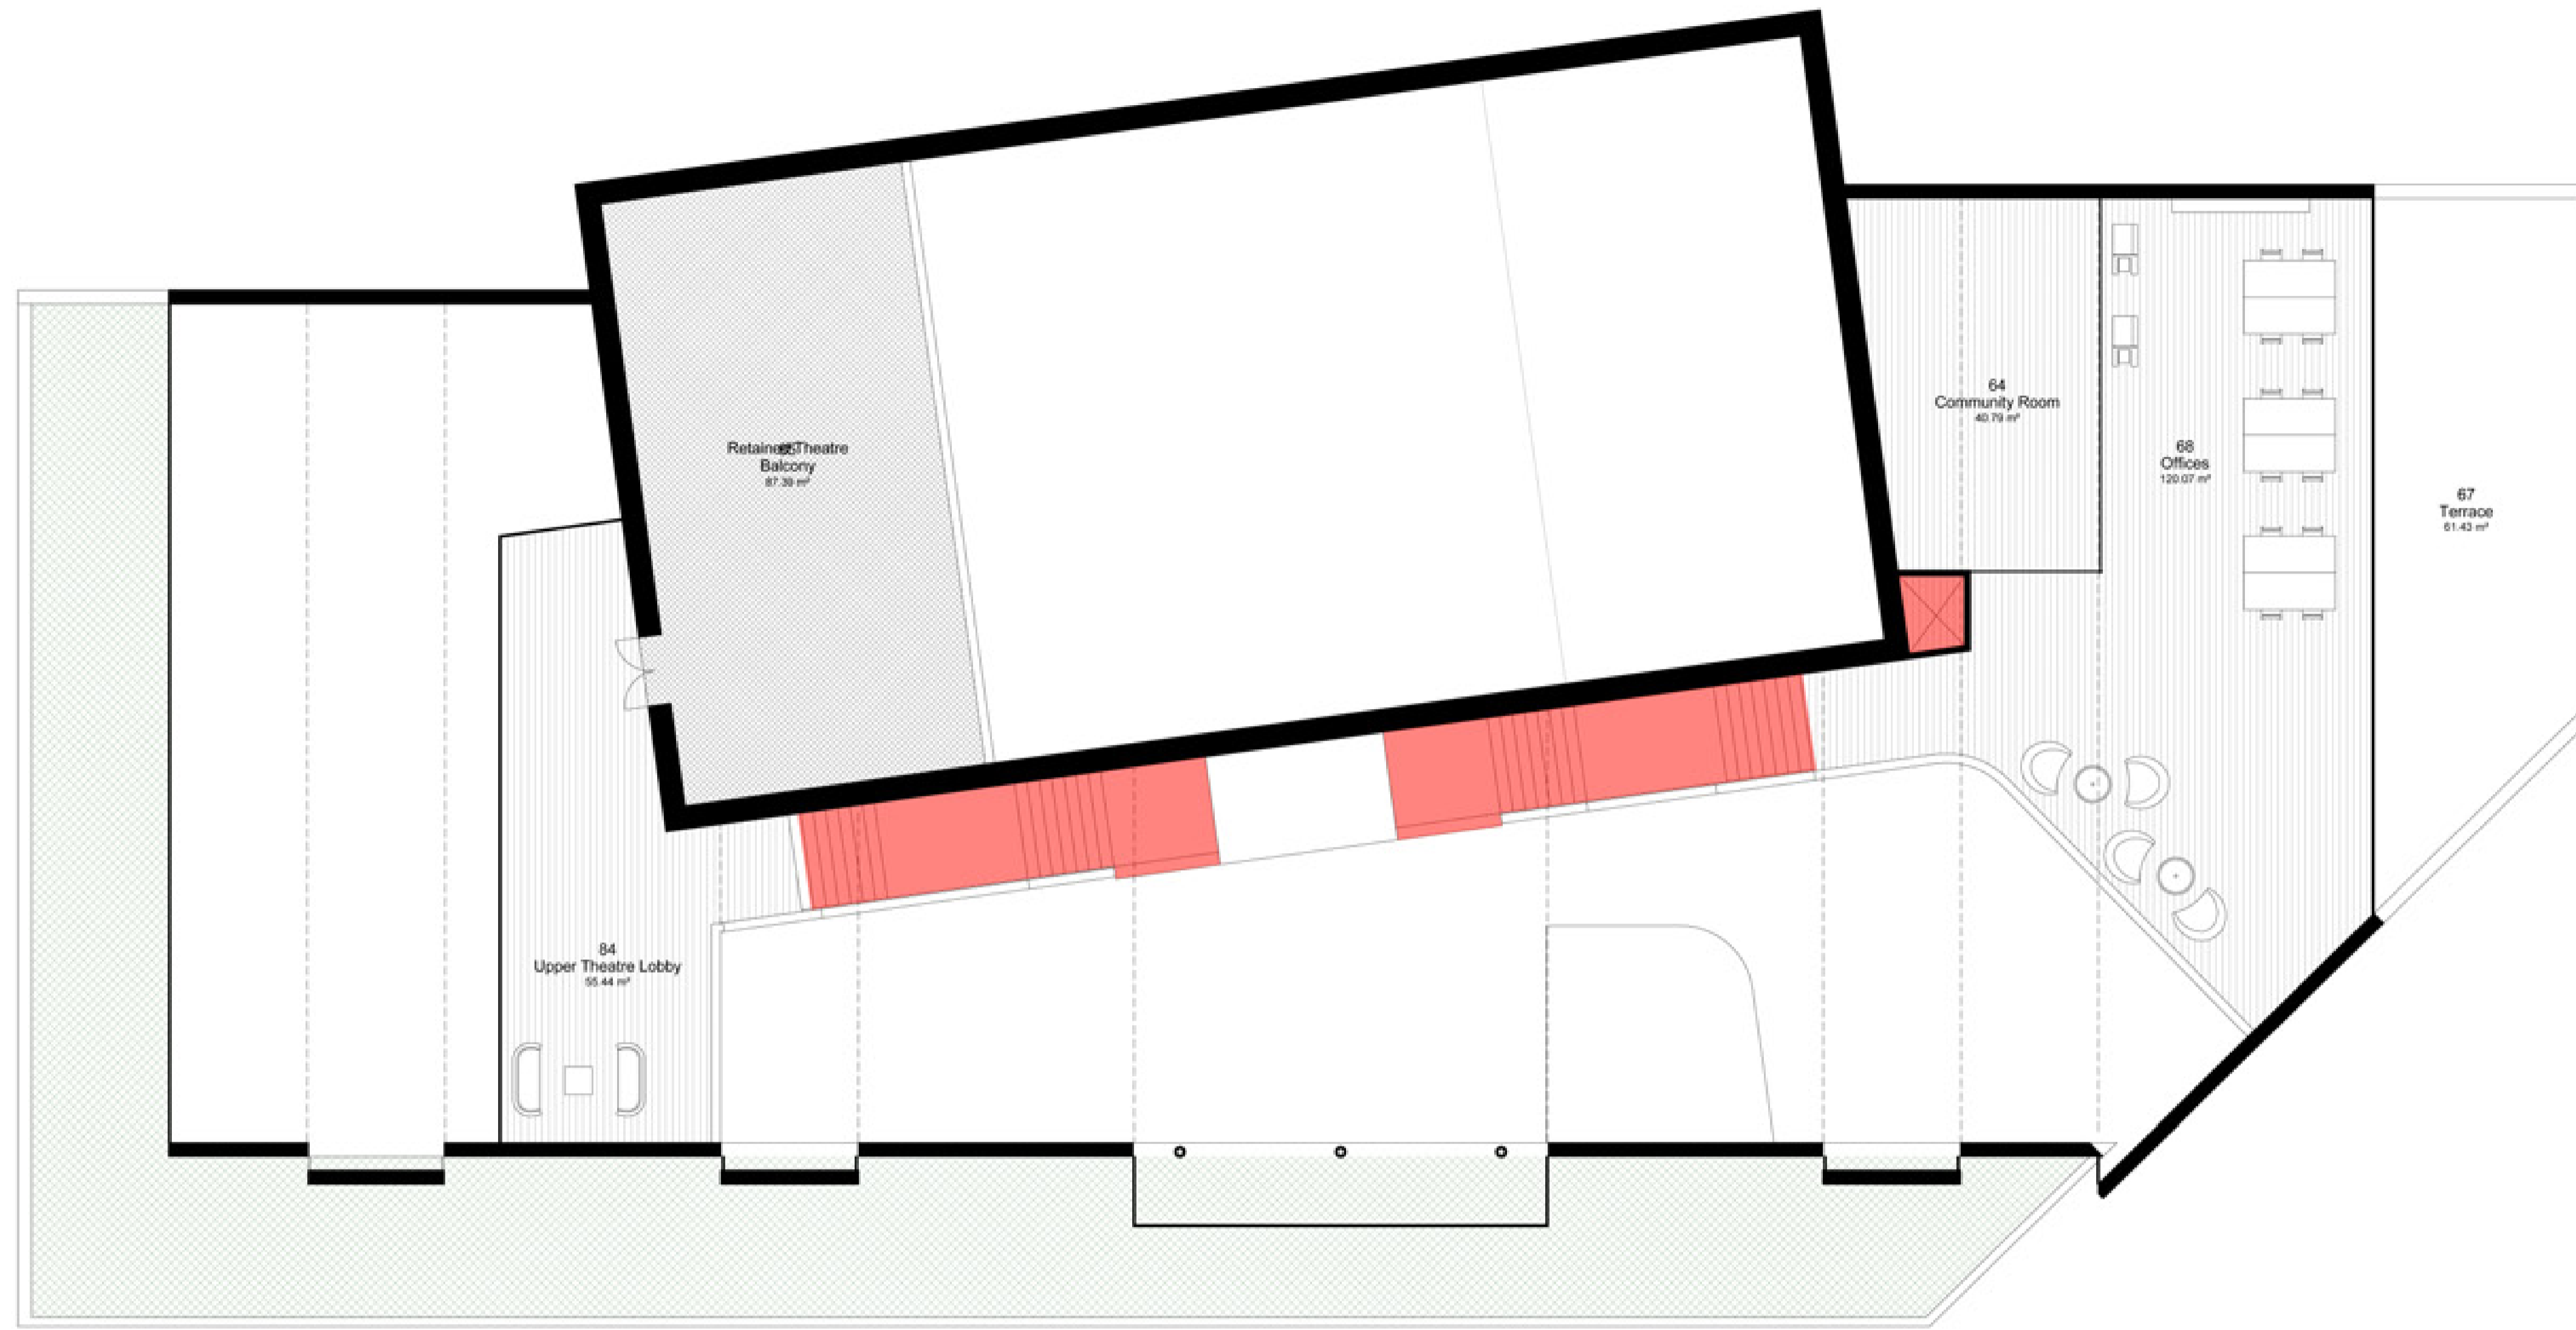 64
Community Room
40.79 m²
Retained Theatre
Balcony
87.39 m²
68
Offices
120.07 m²
67
Terrace
61.43 m²
84
Upper Theatre Lobby
55.44 m²